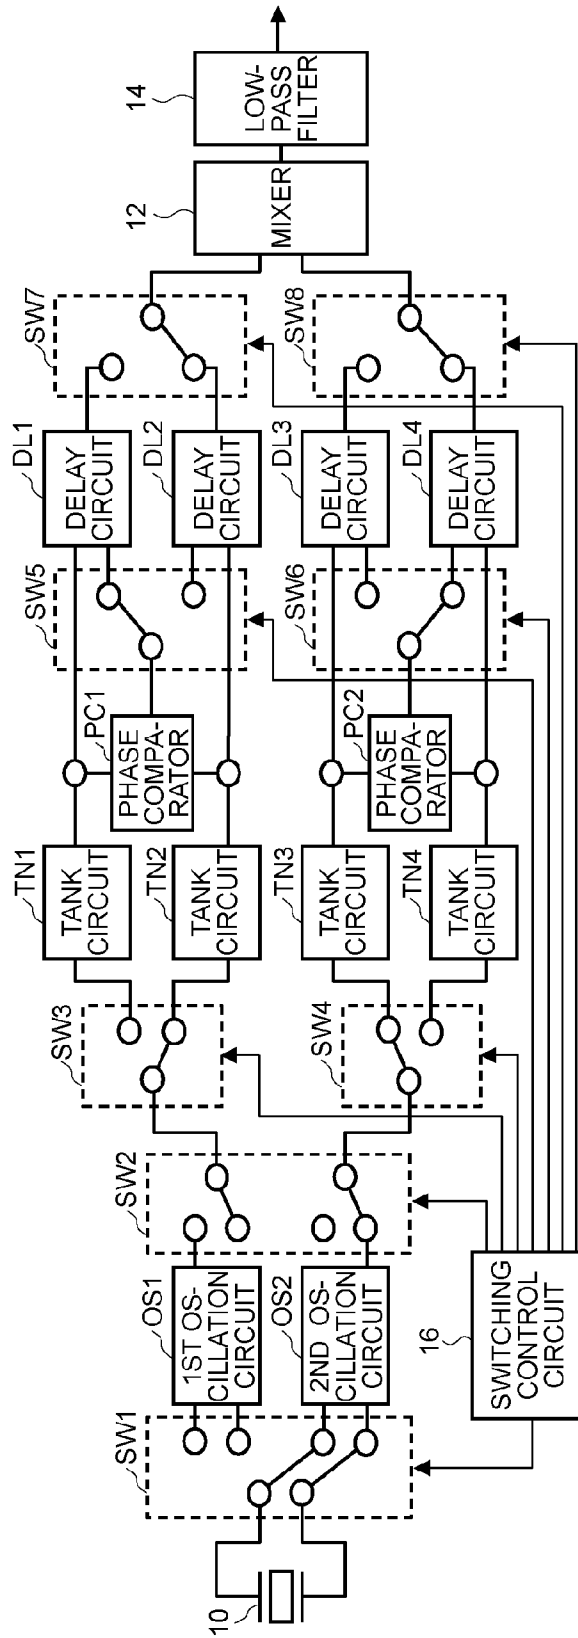 10
SW1
OS1
1ST OS-
CILLATION
CIRCUIT
OS2
2ND OS-
CILLATION
CIRCUIT
16
SWITCHING
CONTROL
CIRCUIT
SW2
SW3
SW4
TN1
TANK
CIRCUIT
TN2
TANK
CIRCUIT
TN3
TANK
CIRCUIT
TN4
TANK
CIRCUIT
PC1
PHASE
COMPA-
RATOR
PC2
PHASE
COMPA-
RATOR
SW5
SW6
DL1
DELAY
CIRCUIT
DL2
DELAY
CIRCUIT
DL3
DELAY
CIRCUIT
DL4
DELAY
CIRCUIT
SW7
SW8
12
MIXER
14
LOW-
PASS
FILTER